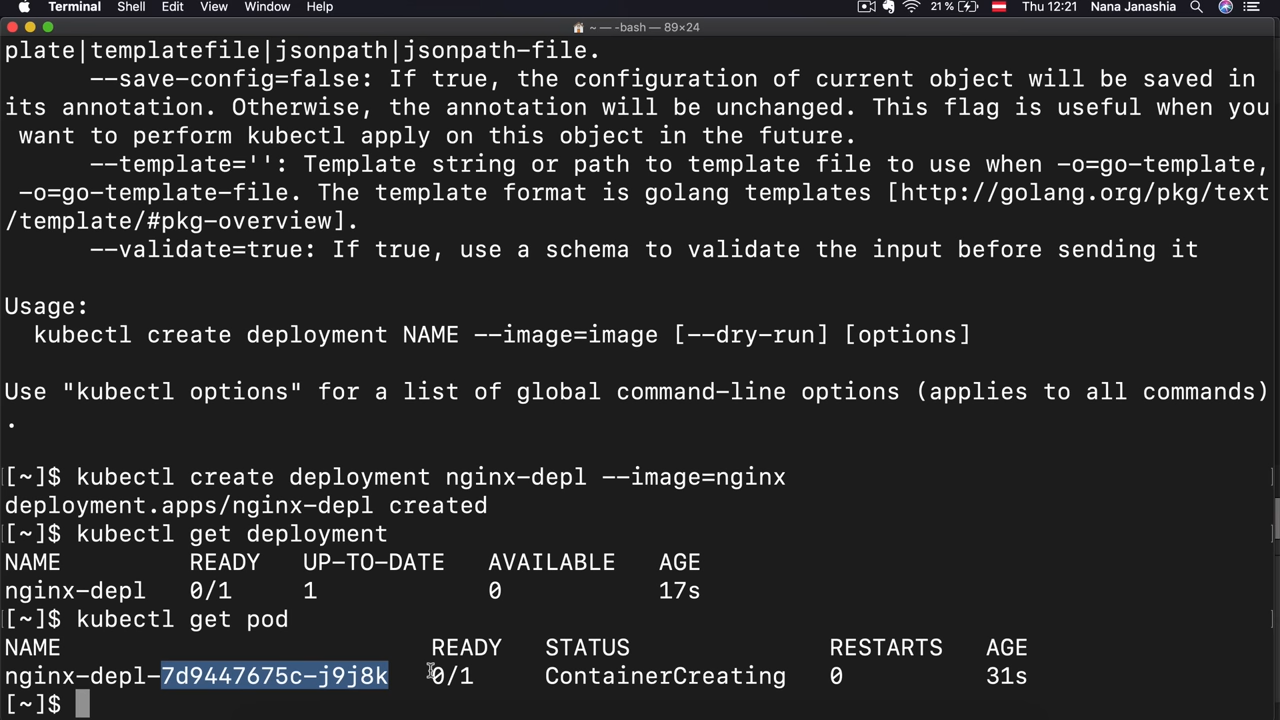 Terminal Shell Edit View Window Help 21 % Thu 12:21 Nana Janashia
~ — -bash — 89×24
plate|templatefile|jsonpath|jsonpath-file.
--save-config=false: If true, the configuration of current object will be saved in
its annotation. Otherwise, the annotation will be unchanged. This flag is useful when you
want to perform kubectl apply on this object in the future.
--template='': Template string or path to template file to use when -o=go-template,
-o=go-template-file. The template format is golang templates [http://golang.org/pkg/text
/template/#pkg-overview].
--validate=true: If true, use a schema to validate the input before sending it
Usage:
kubectl create deployment NAME --image=image [--dry-run] [options]
Use "kubectl options" for a list of global command-line options (applies to all commands)
.
[~]$ kubectl create deployment nginx-depl --image=nginx
deployment.apps/nginx-depl created
[~]$ kubectl get deployment
NAME READY UP-TO-DATE AVAILABLE AGE
nginx-depl 0/1 1 0 17s
[~]$ kubectl get pod
NAME READY STATUS RESTARTS AGE
nginx-depl-7d9447675c-j9j8k 0/1 ContainerCreating 0 31s
[~]$